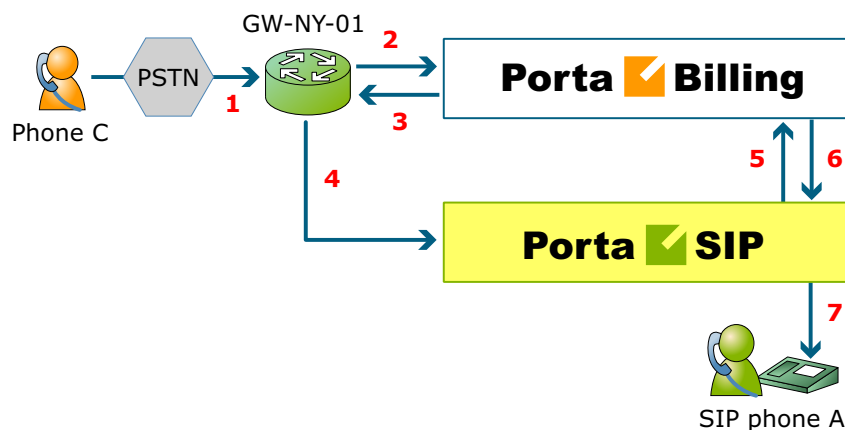 GW-NY-01
2
Porta Billing
PSTN
1
3
Phone C
4
5
6
Porta SIP
7
SIP phone A